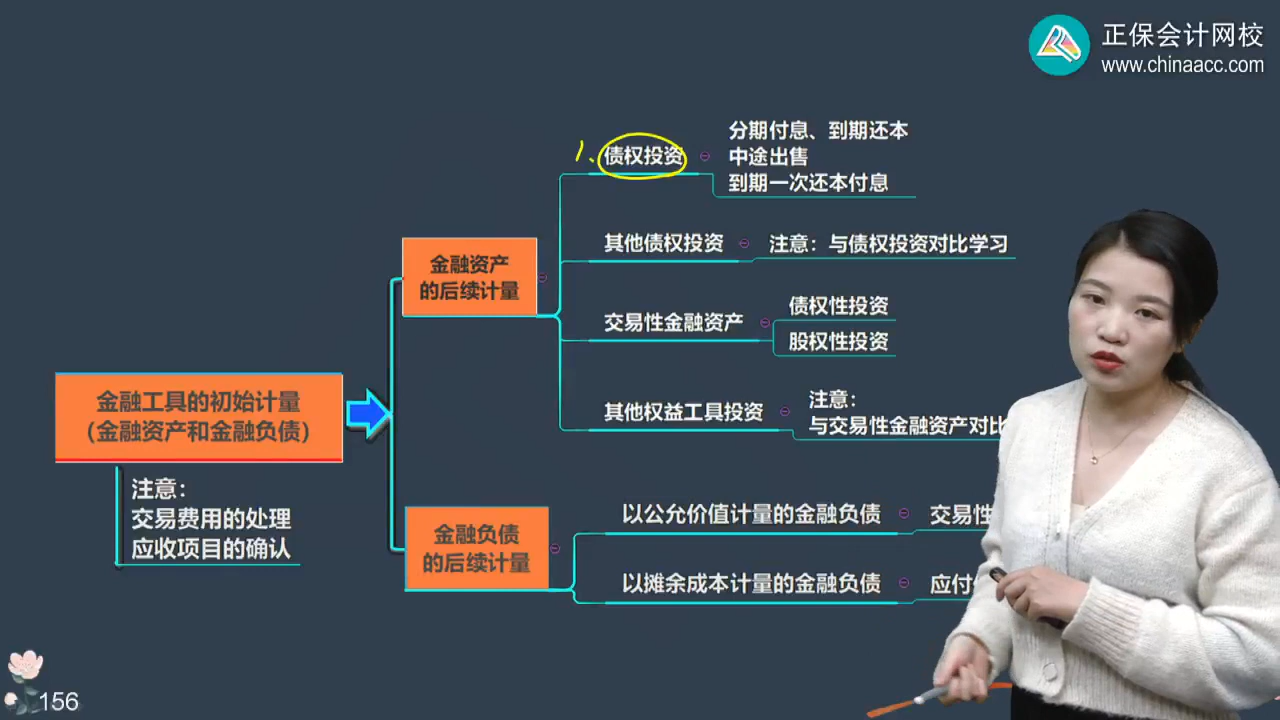 正保会计网校
www.chinaacc.com
1、
债权投资
分期付息、到期还本
中途出售
到期一次还本付息
其他债权投资
注意：与债权投资对比学习
金融资产
的后续计量
交易性金融资产
债权性投资
股权性投资
其他权益工具投资
注意：
与交易性金融资产对比
金融工具的初始计量
（金融资产和金融负债）
注意：
交易费用的处理
应收项目的确认
金融负债
的后续计量
以公允价值计量的金融负债
交易性
以摊余成本计量的金融负债
应付
156